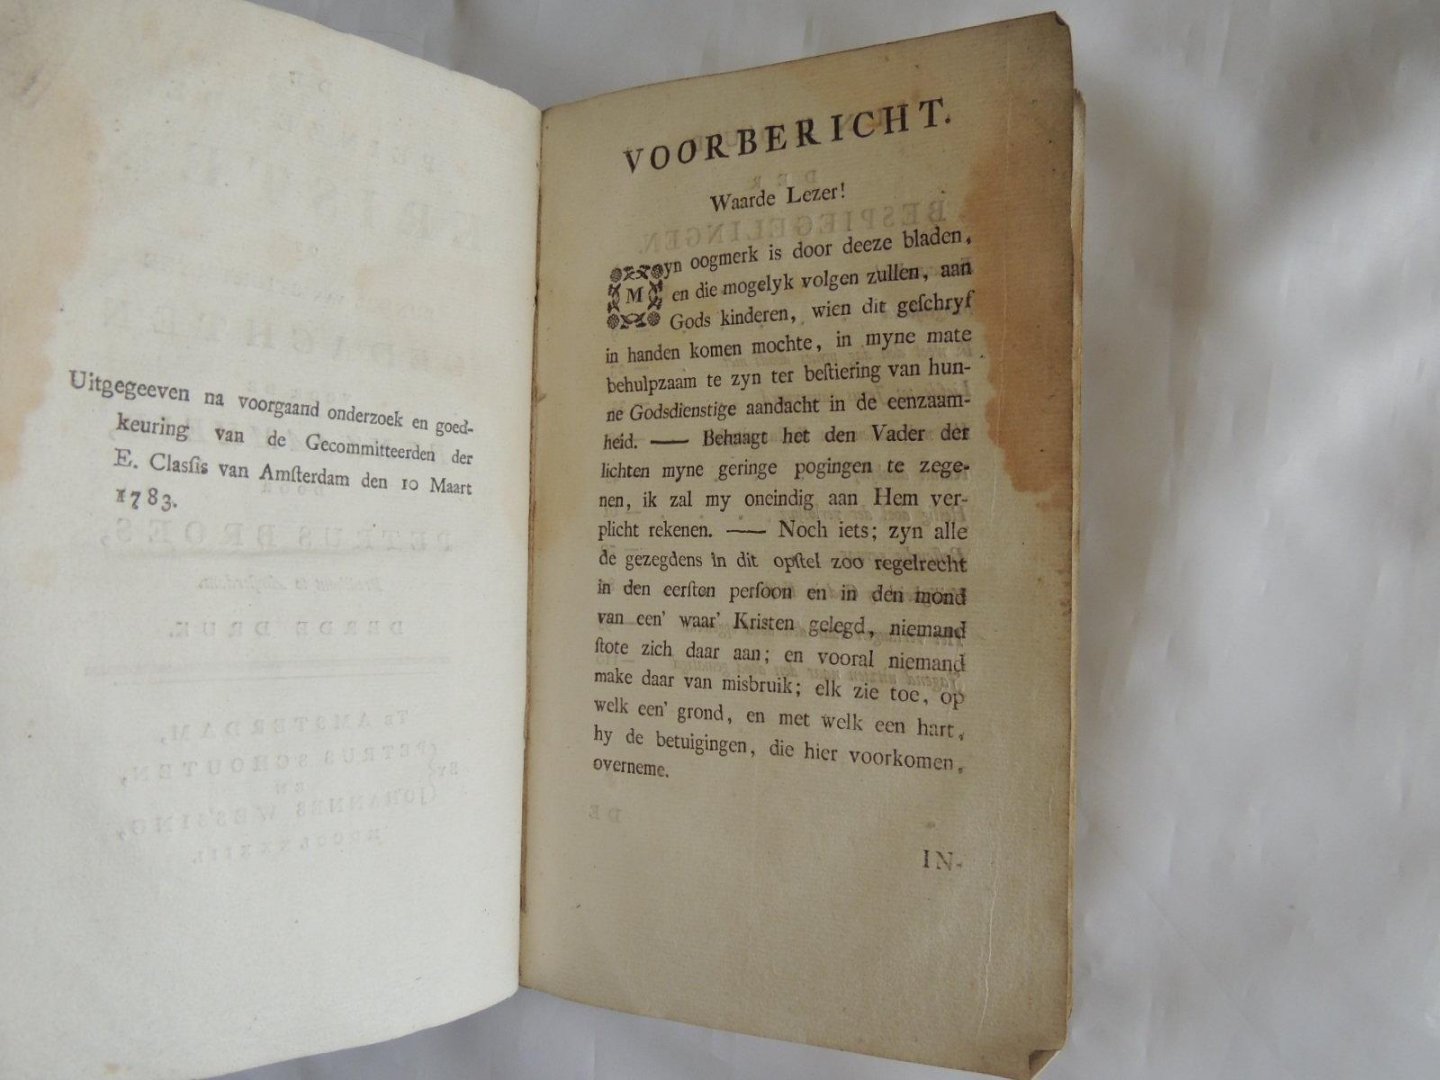 Uitgegeeven na voorgaand onderzoek en goed-
keuring van de Gecommitteerden der
E. Claſſis van Amſterdam den 10 Maart
1783.
VOORBERICHT.
Waarde Lezer!
Myn oogmerk is door deeze bladen,
en die mogelyk volgen zullen, aan
Gods kinderen, wien dit geſchryf
in handen komen mochte, in myne mate
behulpzaam te zyn ter beſtiering van hun-
ne Godsdienstige aandacht in de eenzaam-
heid. — Behaagt het den Vader der
lichten myne geringe pogingen te zege-
nen, ik zal my oneindig aan Hem ver-
plicht rekenen. — Noch iets; zyn alle
de gezegdens in dit opſtel zoo regelrecht
in den eerſten perſoon en in den mond
van een' waar' Kristen gelegd, niemand
ſtote zich daar aan; en vooral niemand
make daar van misbruik; elk zie toe, op
welk een' grond, en met welk een hart,
hy de betuigingen, die hier voorkomen,
overneme.
IN-